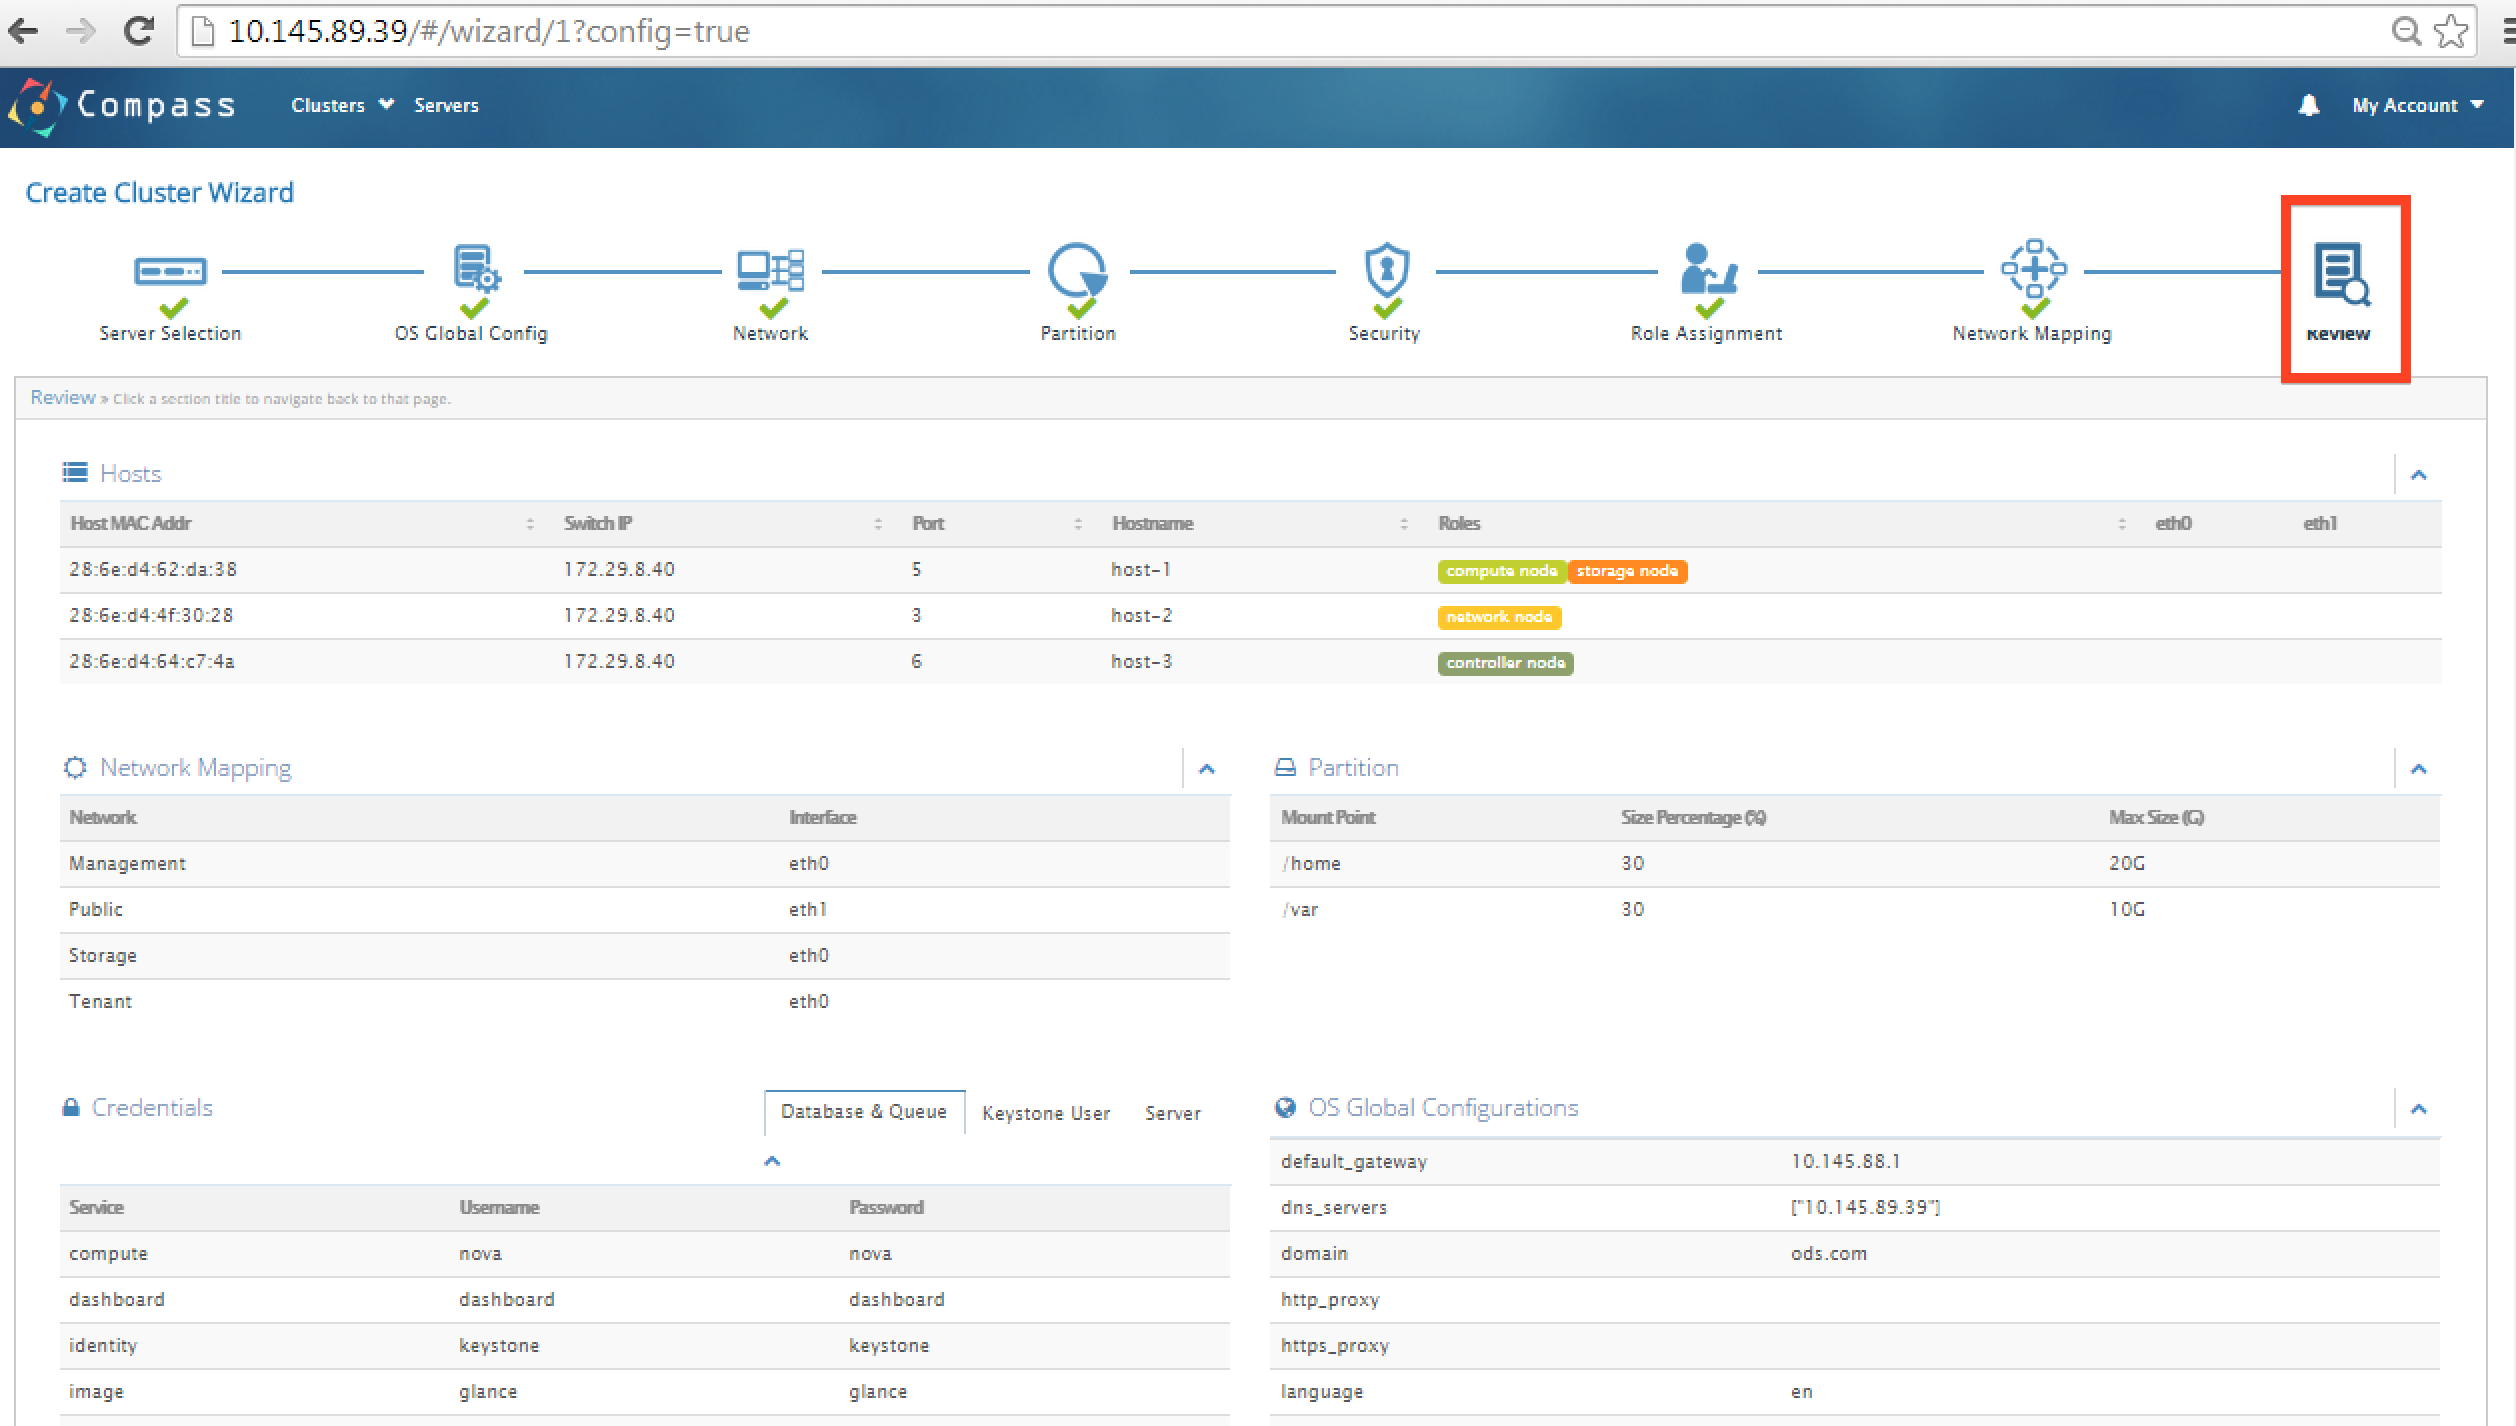 10.145.89.39/#/wizard/1?config=true
Compass Clusters Servers My Account
Create Cluster Wizard
Server Selection OS Global Config Network Partition Security Role Assignment Network Mapping Review
Review » Click a section title to navigate back to that page.
Hosts
Host MAC Addr Switch IP Port Hostname Roles eth0 eth1
28:6e:d4:62:da:38 172.29.8.40 5 host-1 compute node storage node
28:6e:d4:4f:30:28 172.29.8.40 3 host-2 network node
28:6e:d4:64:c7:4a 172.29.8.40 6 host-3 controller node
Network Mapping
Network Interface
Management eth0
Public eth1
Storage eth0
Tenant eth0
Partition
Mount Point Size Percentage (%) Max Size (G)
/home 30 20G
/var 30 10G
Credentials Database & Queue Keystone User Server
Service Username Password
compute nova nova
dashboard dashboard dashboard
identity keystone keystone
image glance glance
OS Global Configurations
default_gateway 10.145.88.1
dns_servers ["10.145.89.39"]
domain ods.com
http_proxy
https_proxy
language en